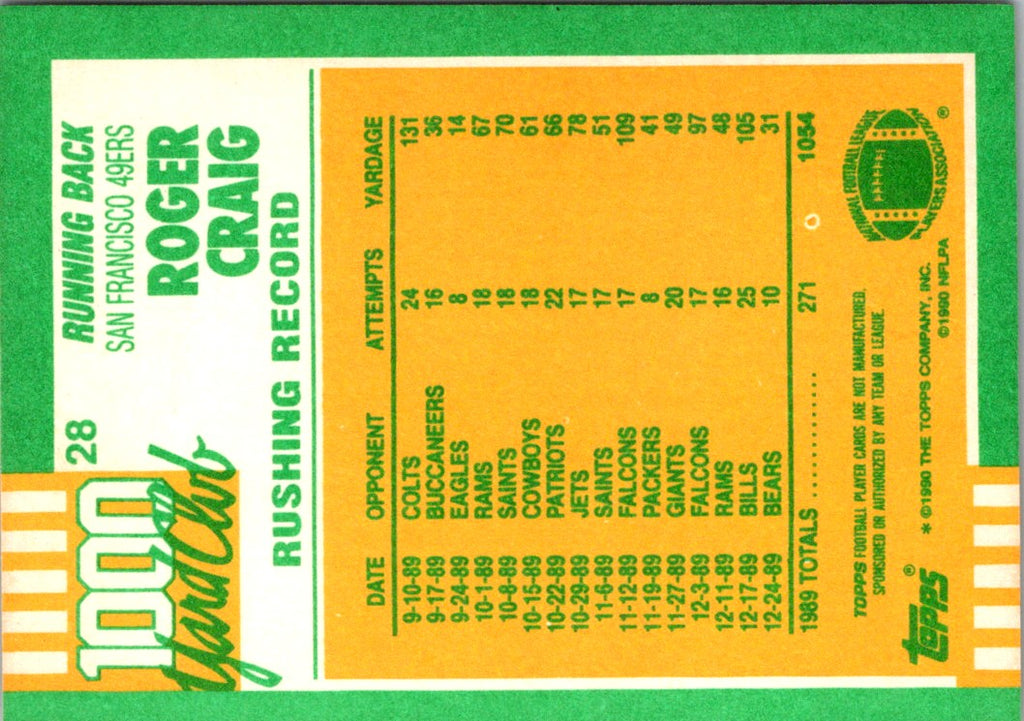 1000
Yard Club
28
RUNNING BACK
SAN FRANCISCO 49ERS
ROGER
CRAIG
RUSHING RECORD
DATE OPPONENT ATTEMPTS YARDAGE
9-10-89 COLTS 24 131
9-17-89 BUCCANEERS 16 36
9-24-89 EAGLES 8 14
10-1-89 RAMS 18 67
10-8-89 SAINTS 18 70
10-15-89 COWBOYS 18 61
10-22-89 PATRIOTS 22 66
10-29-89 JETS 17 78
11-6-89 SAINTS 17 51
11-12-89 FALCONS 17 109
11-19-89 PACKERS 8 41
11-27-89 GIANTS 20 49
12-3-89 FALCONS 17 97
12-11-89 RAMS 16 48
12-17-89 BILLS 25 105
12-24-89 BEARS 10 31
1989 TOTALS ............ 271 1054
TOPPS FOOTBALL PLAYER CARDS ARE NOT MANUFACTURED,
SPONSORED OR AUTHORIZED BY ANY TEAM OR LEAGUE.
topps®
* ©1990 THE TOPPS COMPANY, INC.
©1990 NFLPA
NATIONAL FOOTBALL LEAGUE
PLAYERS ASSOCIATION ®